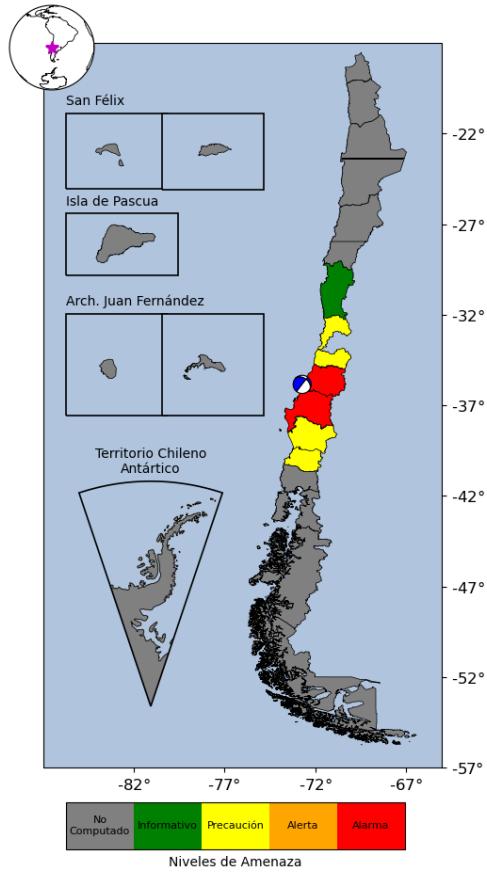 San Félix
Isla de Pascua
Arch. Juan Fernández
Territorio Chileno
Antártico
-22°
-27°
-32°
-37°
-42°
-47°
-52°
-57°
-82°
-77°
-72°
-67°
No
Computado
Informativo
Precaución
Alerta
Alarma
Niveles de Amenaza